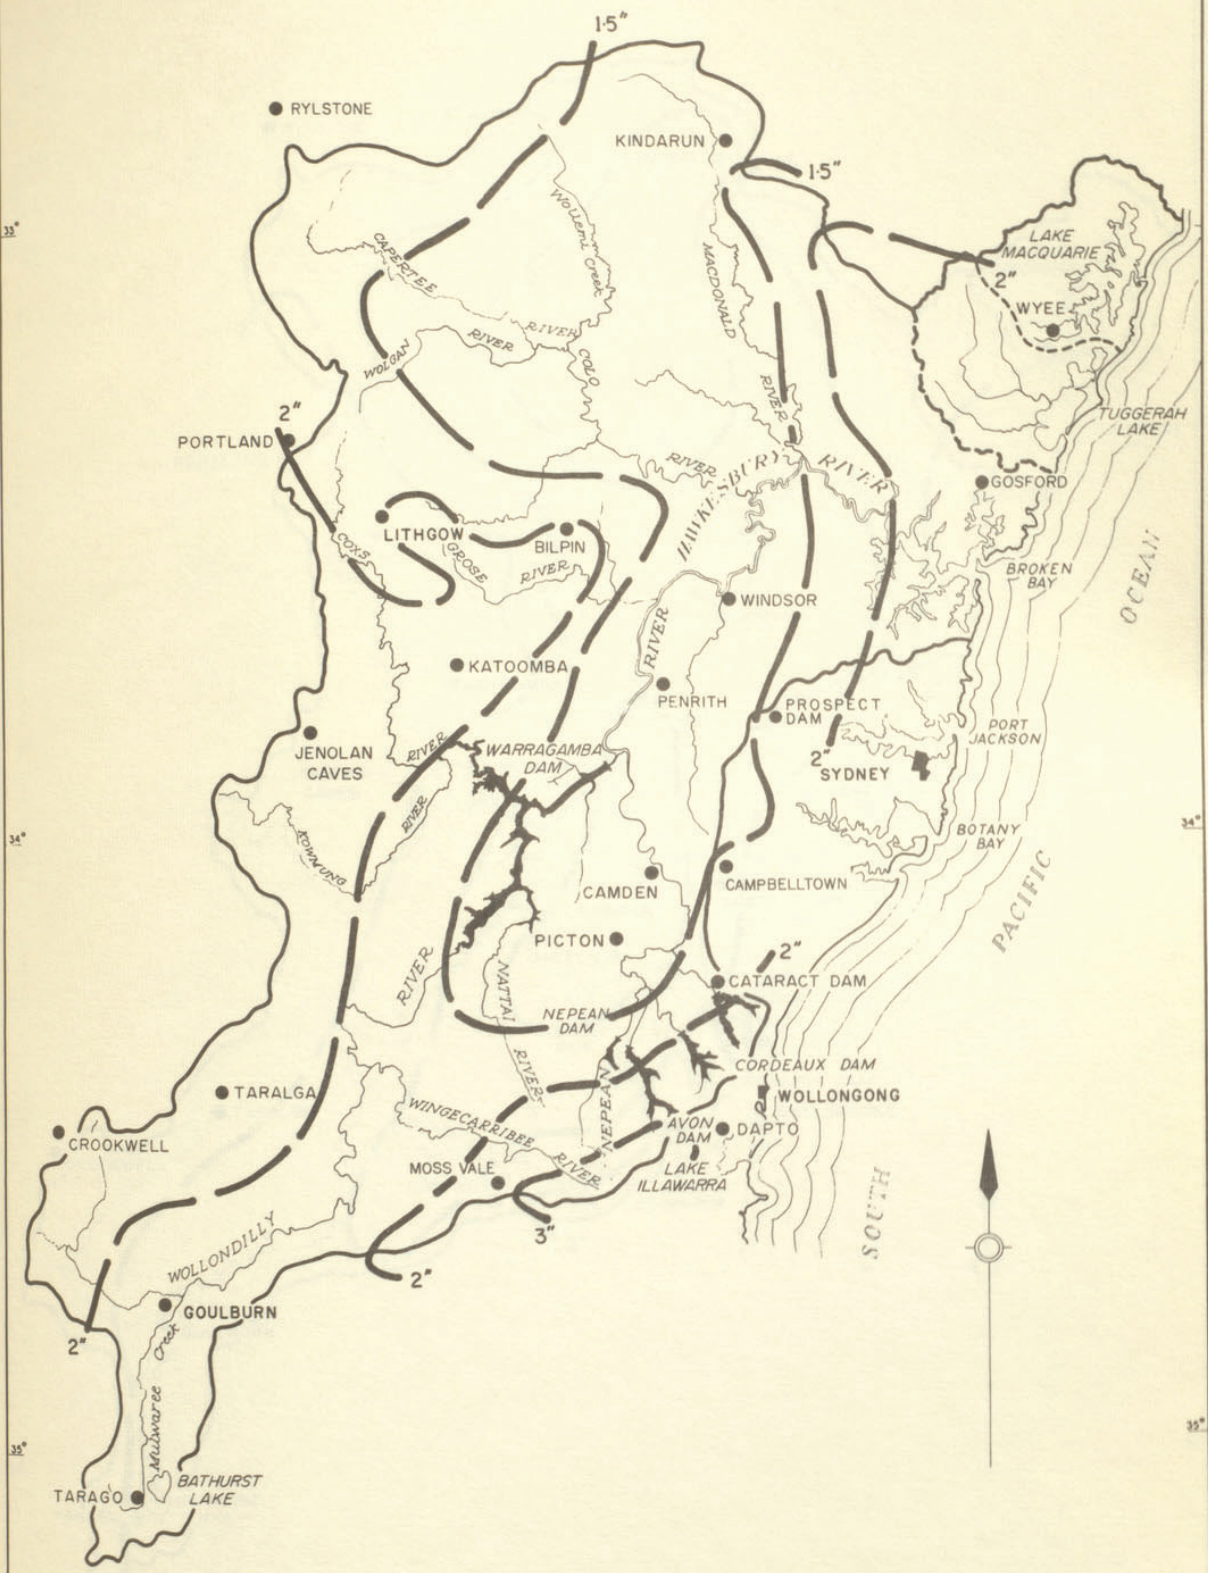 1·5"
RYLSTONE
KINDARUN
1·5"
33°
Wollemi Creek
CAPERTEE
RIVER
MACDONALD
RIVER
LAKE
MACQUARIE
2"
WYEE
WOLGAN
RIVER
COLO
RIVER
TUGGERAH
LAKE
2"
PORTLAND
HAWKESBURY
RIVER
GOSFORD
LITHGOW
COXS
GROSE
RIVER
BILPIN
BROKEN
BAY
WINDSOR
RIVER
KATOOMBA
PENRITH
PROSPECT
DAM
PORT
JACKSON
JENOLAN
CAVES
RIVER
WARRAGAMBA
DAM
2"
SYDNEY
34°
34°
KOWMUNG
RIVER
BOTANY
BAY
CAMDEN
CAMPBELLTOWN
PICTON
2"
CATARACT DAM
RIVER
NATTAI
RIVER
NEPEAN
DAM
CORDEAUX DAM
TARALGA
WOLLONGONG
WINGECARRIBEE
RIVER
NEPEAN
AVON
DAM
DAPTO
CROOKWELL
MOSS VALE
LAKE
ILLAWARRA
3"
WOLLONDILLY
2"
GOULBURN
2"
Mulwaree Creek
35°
35°
TARAGO
BATHURST
LAKE
SOUTH
PACIFIC
OCEAN